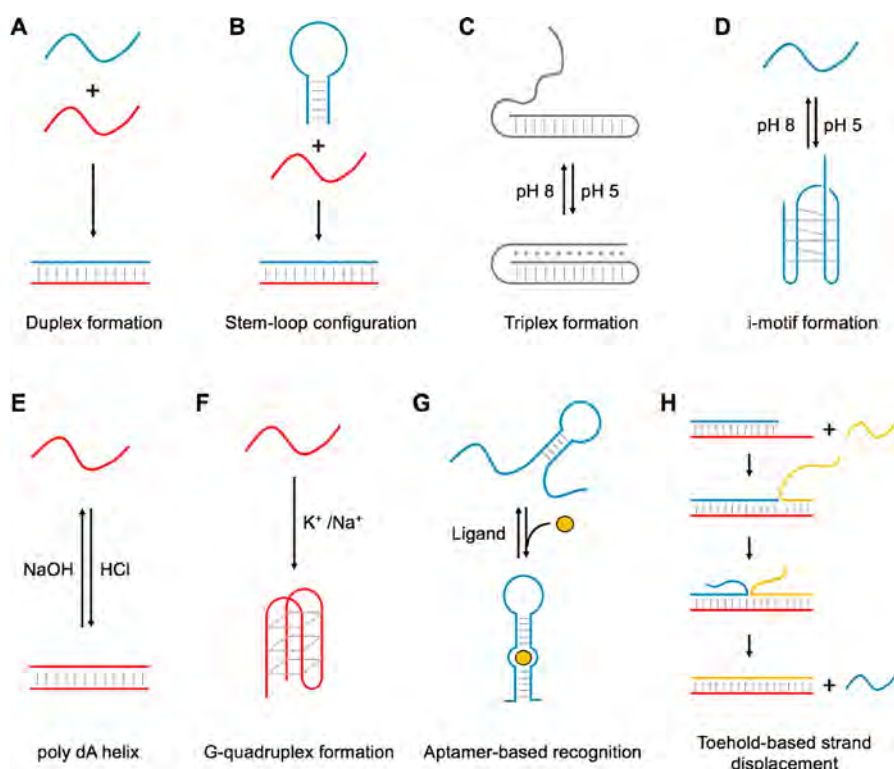 A
+
Duplex formation
B
+
Stem-loop configuration
C
pH 8
pH 5
Triplex formation
D
pH 8
pH 5
i-motif formation
E
NaOH
HCl
poly dA helix
F
K⁺ /Na⁺
G-quadruplex formation
G
Ligand
Aptamer-based recognition
H
+
+
Toehold-based strand
displacement